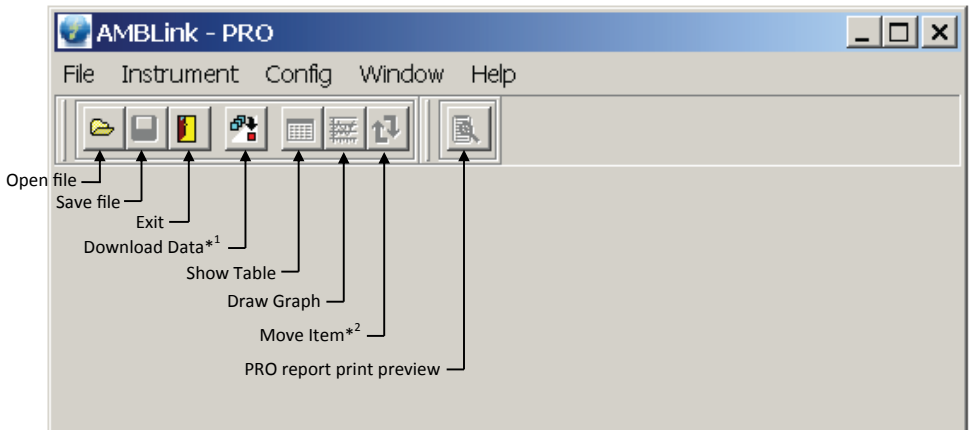 AMBLink - PRO
File Instrument Config Window Help
Open file
Save file
Exit
Download Data*1
Show Table
Draw Graph
Move Item*2
PRO report print preview